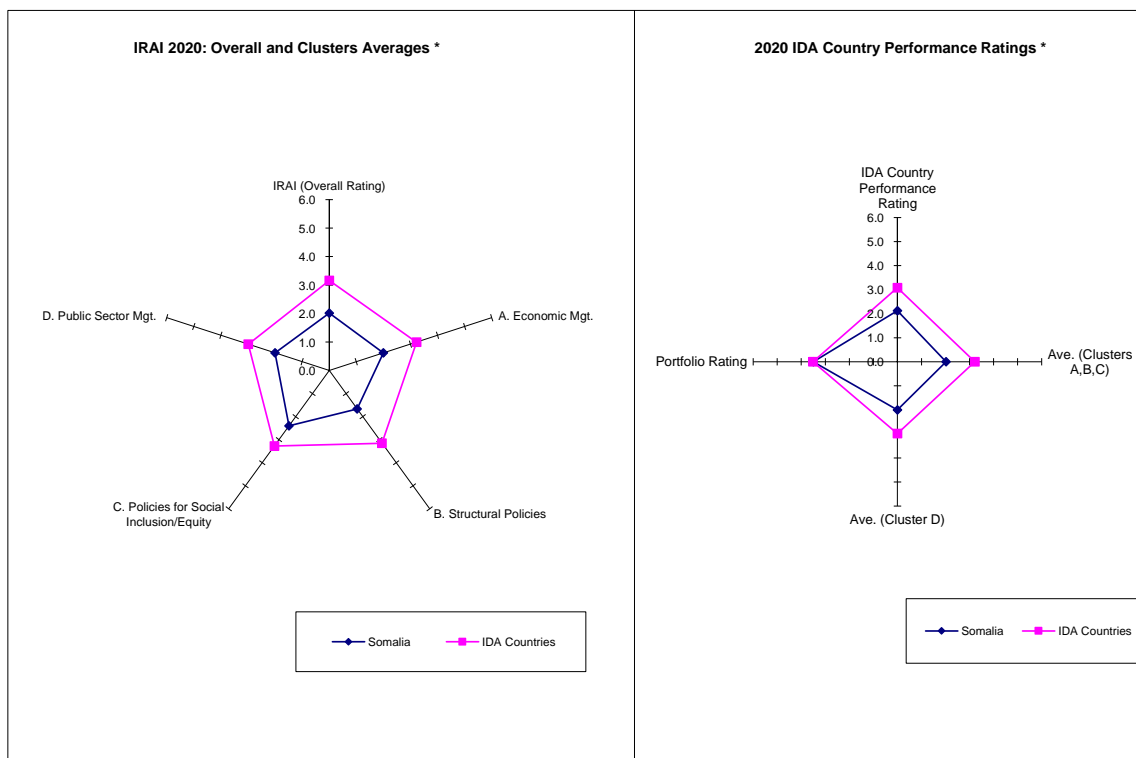 IRAI 2020: Overall and Clusters Averages *
IRAI (Overall Rating)
6.0
5.0
4.0
3.0
2.0
1.0
0.0
A. Economic Mgt.
B. Structural Policies
C. Policies for Social
Inclusion/Equity
D. Public Sector Mgt.
Somalia
IDA Countries
2020 IDA Country Performance Ratings *
IDA Country
Performance
Rating
6.0
5.0
4.0
3.0
2.0
1.0
0.0
Ave. (Clusters
A,B,C)
Ave. (Cluster D)
Portfolio Rating
Somalia
IDA Countries